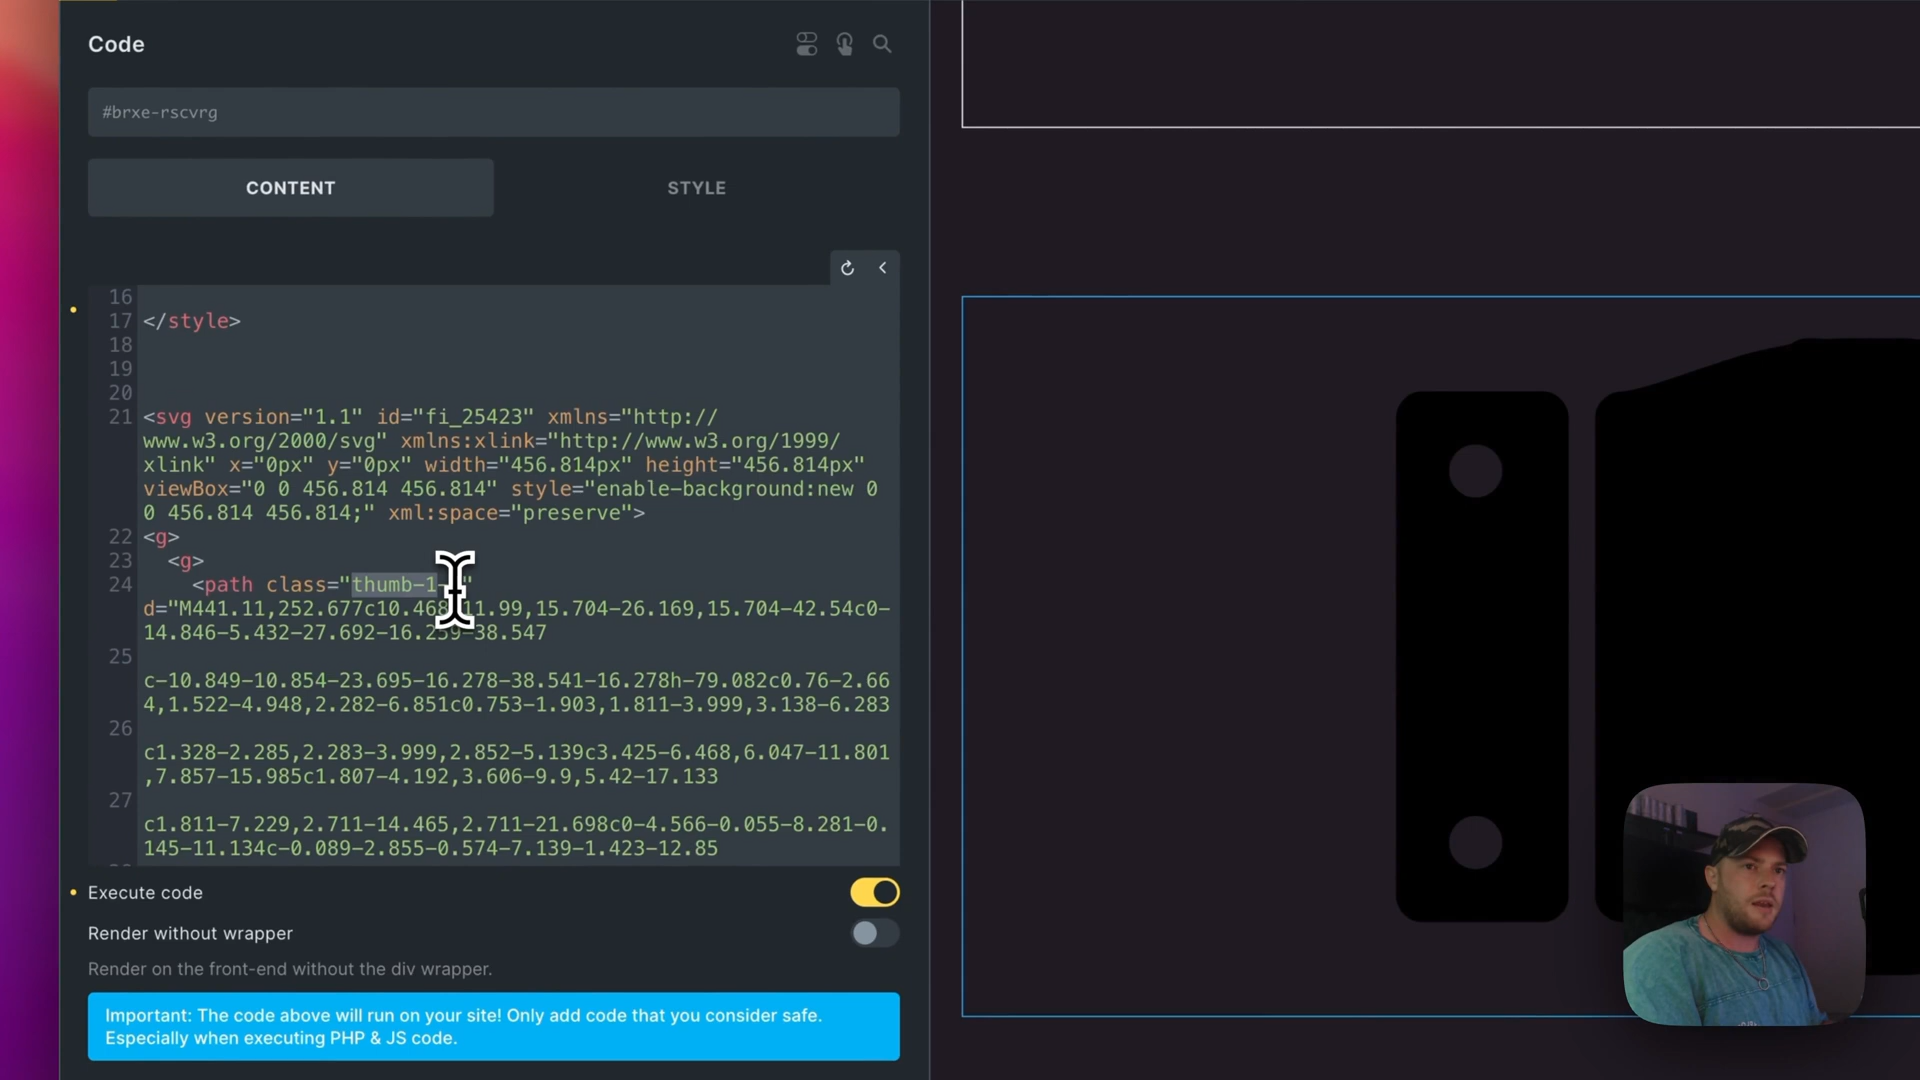 Code
#brxe-rscvrg
CONTENT
STYLE
16
17 </style>
18
19
20
21 <svg version="1.1" id="fi_25423" xmlns="http://
www.w3.org/2000/svg" xmlns:xlink="http://www.w3.org/1999/
xlink" x="0px" y="0px" width="456.814px" height="456.814px"
viewBox="0 0 456.814 456.814" style="enable-background:new 0
0 456.814 456.814;" xml:space="preserve">
22 <g>
23 <g>
24 <path class="thumb-1
d="M441.11,252.677c10.468 11.99,15.704-26.169,15.704-42.54c0-
14.846-5.432-27.692-16.259-38.547
25
c-10.849-10.854-23.695-16.278-38.541-16.278h-79.082c0.76-2.66
4,1.522-4.948,2.282-6.851c0.753-1.903,1.811-3.999,3.138-6.283
26
c1.328-2.285,2.283-3.999,2.852-5.139c3.425-6.468,6.047-11.801
,7.857-15.985c1.807-4.192,3.606-9.9,5.42-17.133
27
c1.811-7.229,2.711-14.465,2.711-21.698c0-4.566-0.055-8.281-0.
145-11.134c-0.089-2.855-0.574-7.139-1.423-12.85
Execute code
Render without wrapper
Render on the front-end without the div wrapper.
Important: The code above will run on your site! Only add code that you consider safe.
Especially when executing PHP & JS code.